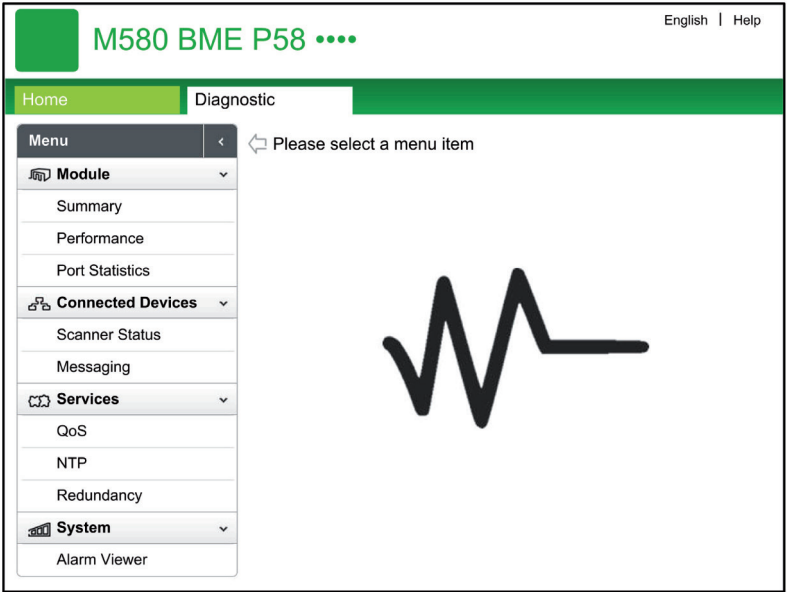 M580 BME P58 ••••
English | Help
Home
Diagnostic
Menu
Please select a menu item
Module
Summary
Performance
Port Statistics
Connected Devices
Scanner Status
Messaging
Services
QoS
NTP
Redundancy
System
Alarm Viewer